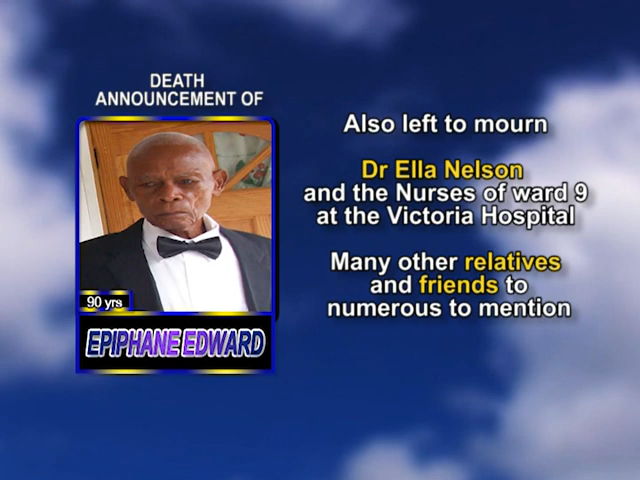 DEATH
ANNOUNCEMENT OF
90 yrs
EPIPHANE EDWARD
Also left to mourn
Dr Ella Nelson
and the Nurses of ward 9
at the Victoria Hospital
Many other relatives
and friends to
numerous to mention